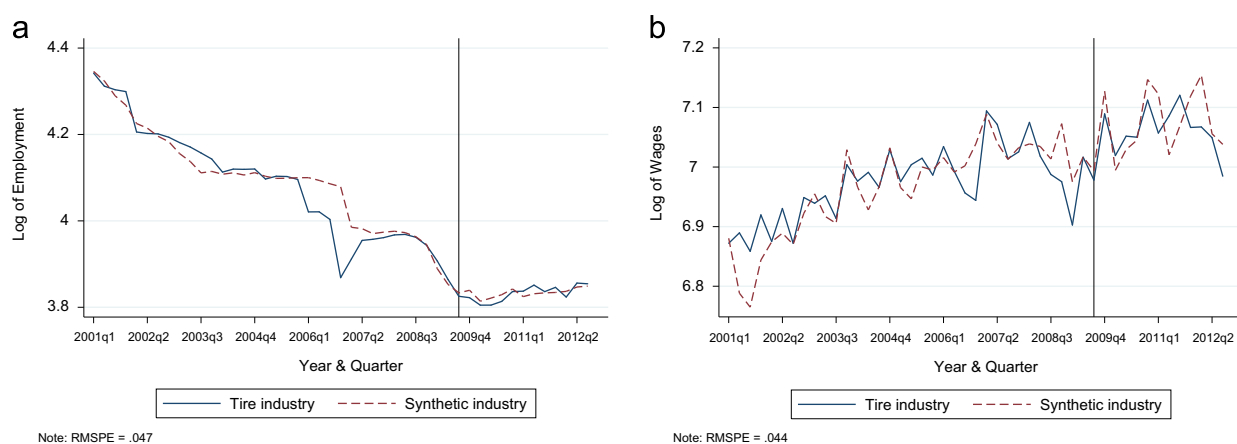 a
4.4
4.2
4
3.8
Log of Employment
2001q1 2002q2 2003q3 2004q4 2006q1 2007q2 2008q3 2009q4 2011q1 2012q2
Year & Quarter
Tire industry Synthetic industry
Note: RMSPE = .047
b
7.2
7.1
7
6.9
6.8
Log of Wages
2001q1 2002q2 2003q3 2004q4 2006q1 2007q2 2008q3 2009q4 2011q1 2012q2
Year & Quarter
Tire industry Synthetic industry
Note: RMSPE = .044